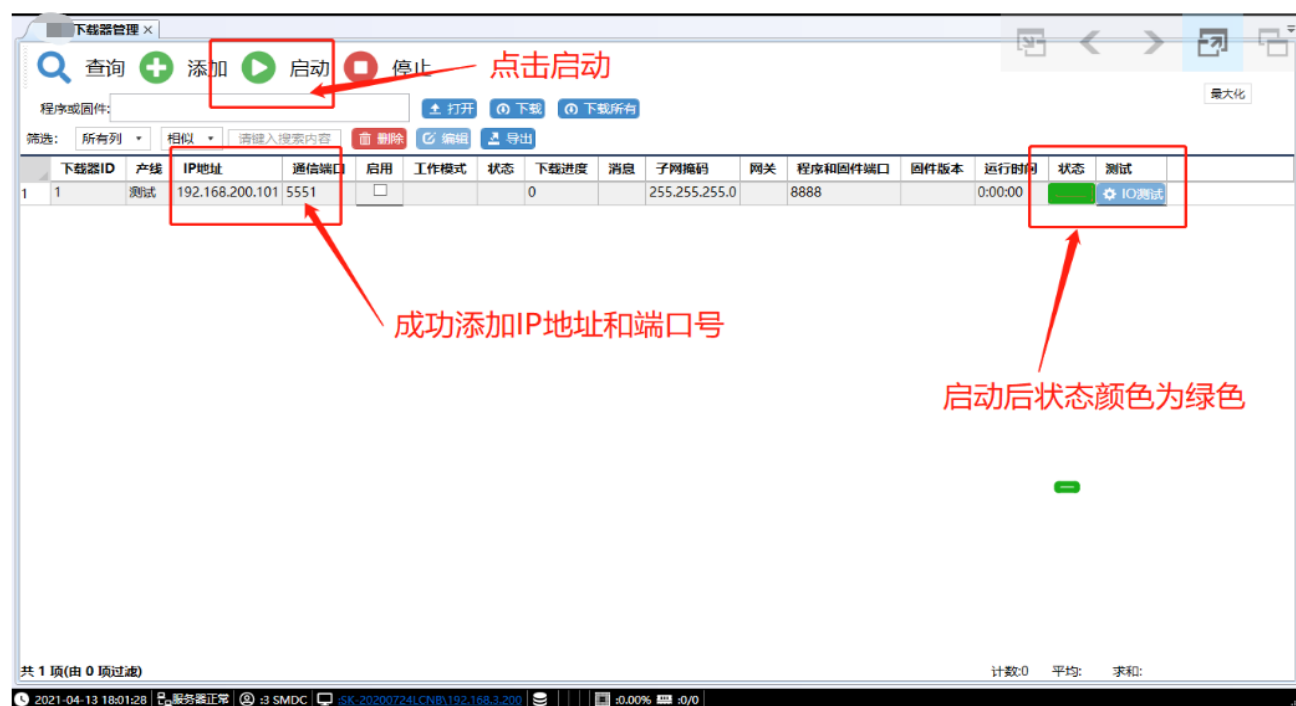 下载器管理 ×
查询 添加 启动 停止
点击启动
最大化
程序或固件: 打开 下载 下载所有
筛选: 所有列 相似 请键入搜索内容 删除 编辑 导出
下载器ID 产线 IP地址 通信端口 启用 工作模式 状态 下载进度 消息 子网掩码 网关 程序和固件端口 固件版本 运行时间 状态 测试
1 1 测试 192.168.200.101 5551 0 255.255.255.0 8888 0:00:00 IO测试
成功添加IP地址和端口号
启动后状态颜色为绿色
共 1 项(由 0 项过滤) 计数:0 平均: 求和:
2021-04-13 18:01:28 服务器正常 :3 SMDC :SK-20200724LCNB\192.168.3.200 :0.00% :0/0